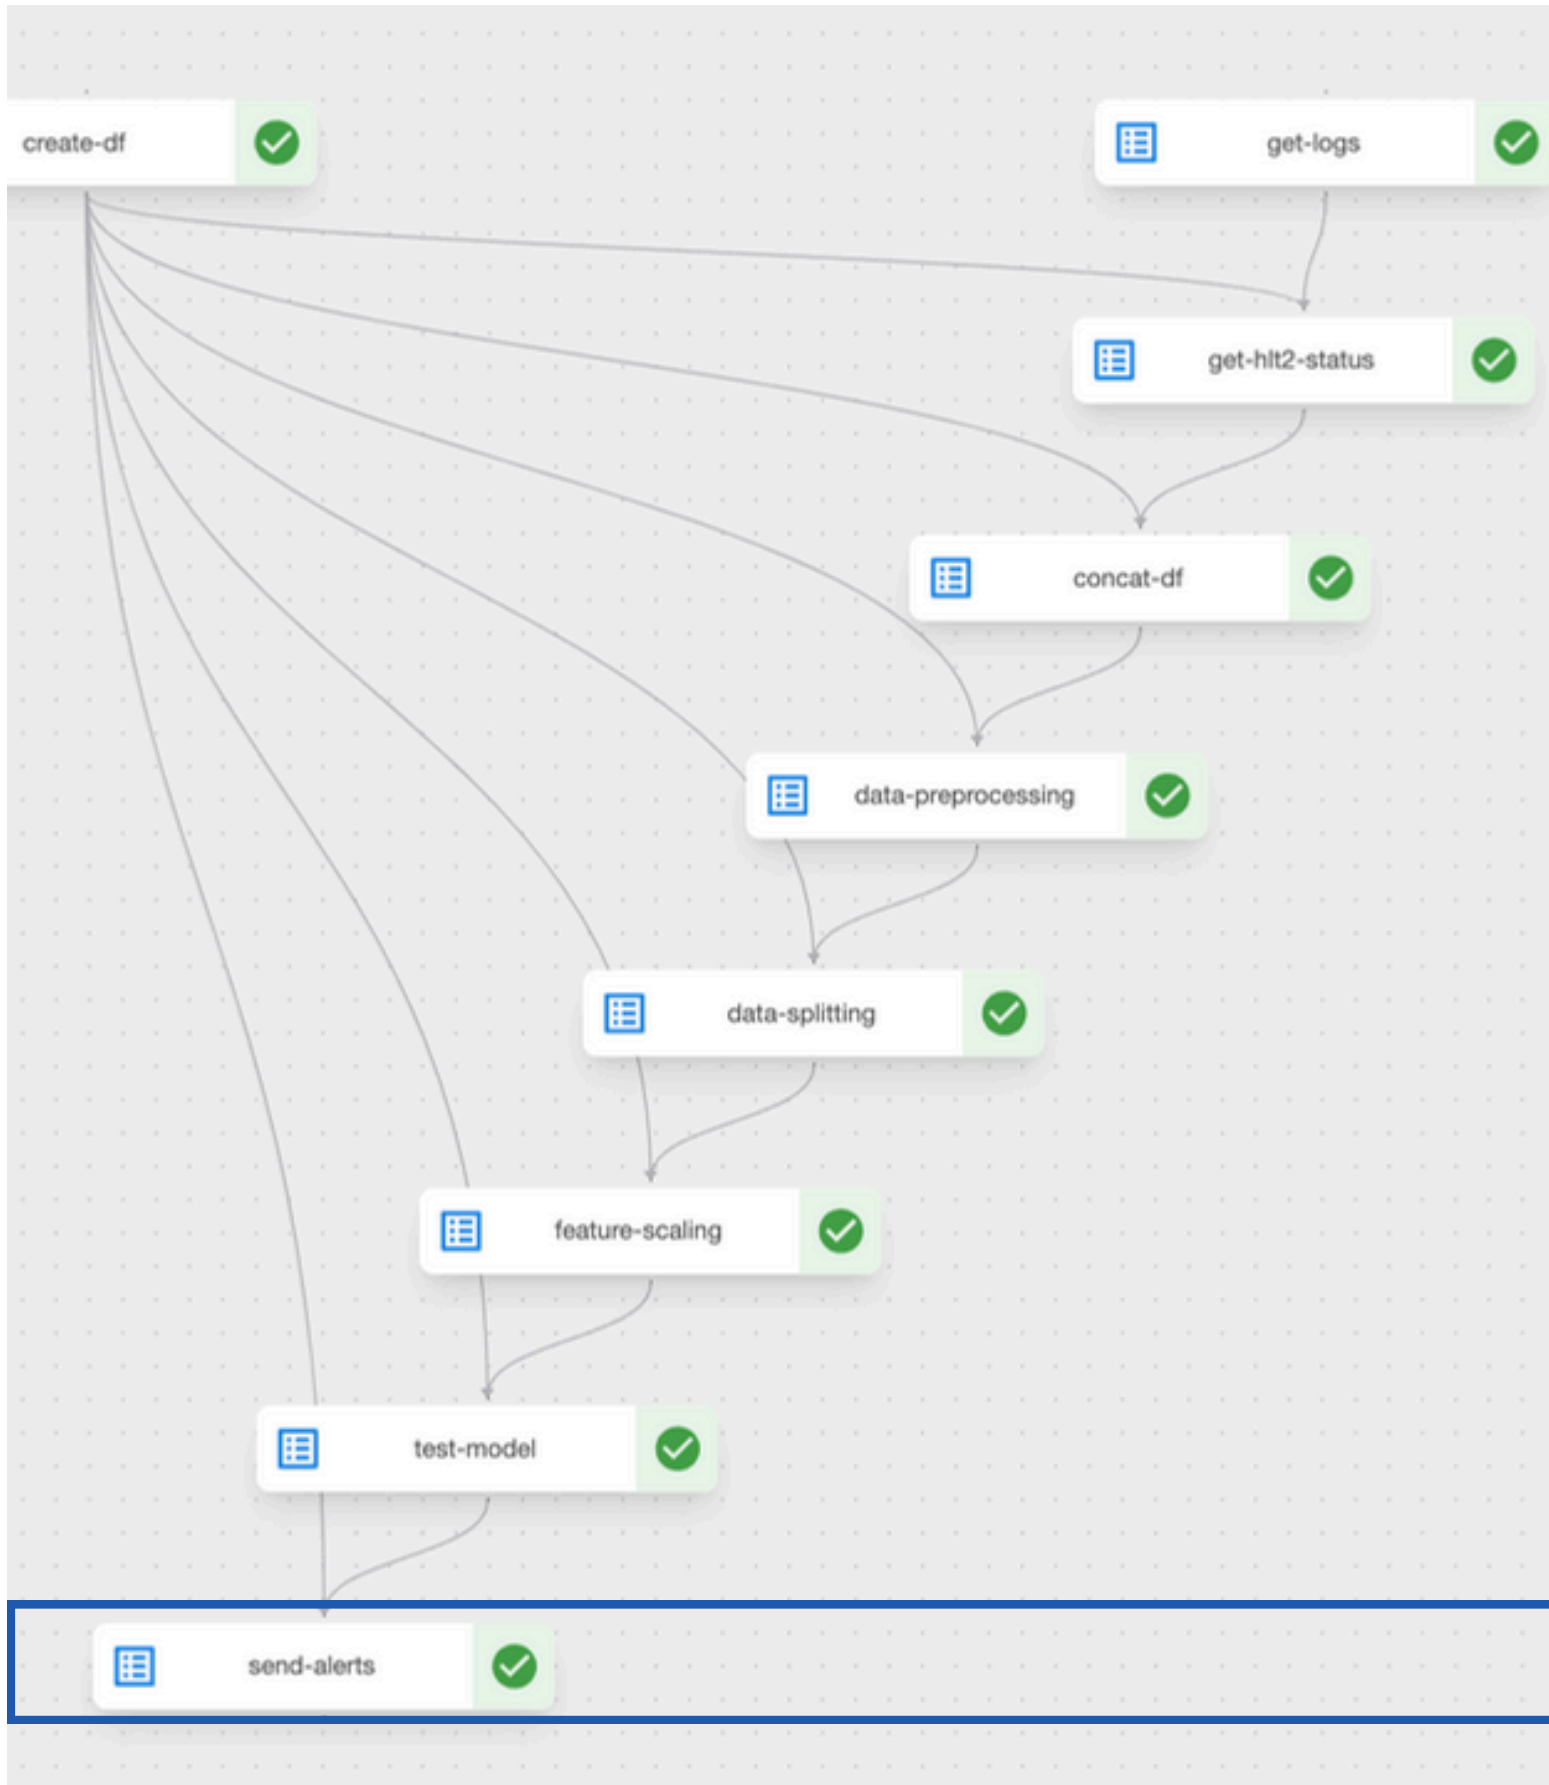 create-df
get-logs
get-hlt2-status
concat-df
data-preprocessing
data-splitting
feature-scaling
test-model
send-alerts